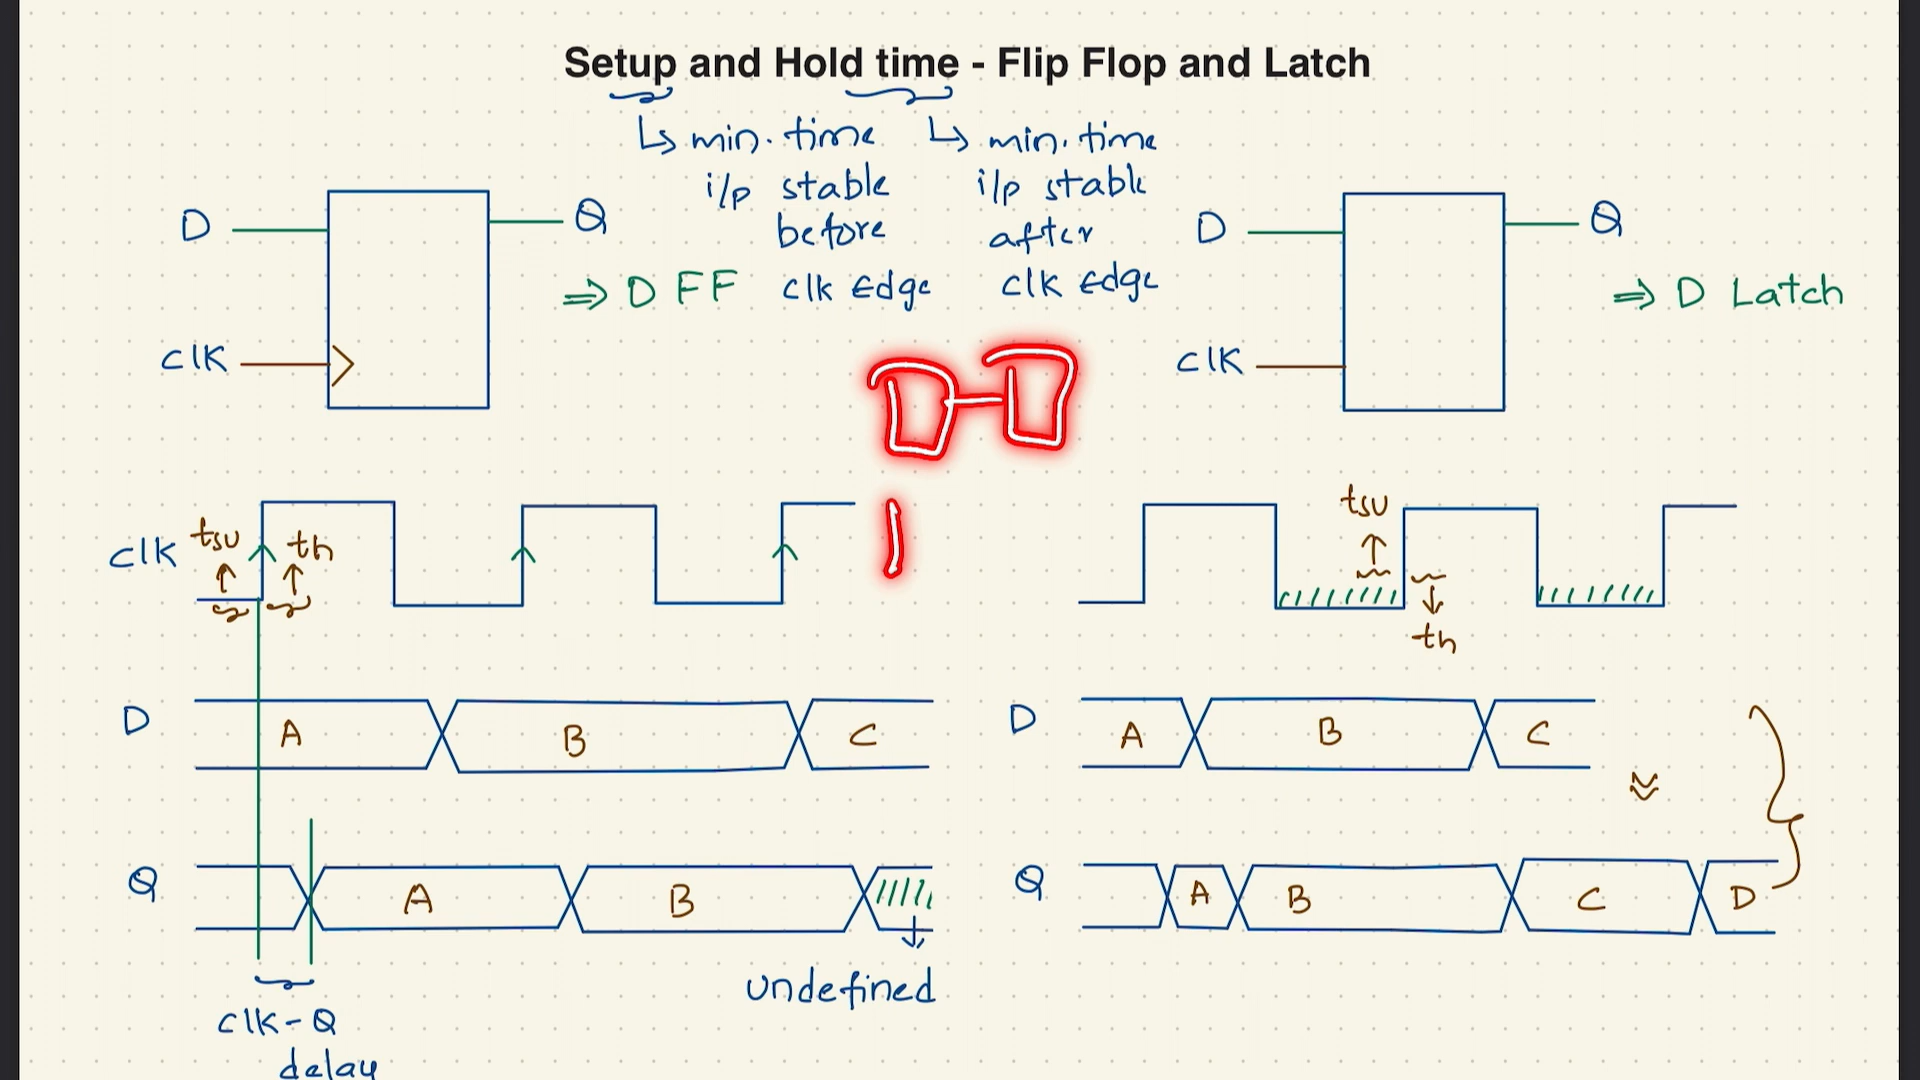 Setup and Hold time - Flip Flop and Latch
↳ min. time ↳ min. time
i/p stable i/p stable
before after
clk Edge clk Edge
D Q
⇒ D FF
clk
D Q
⇒ D Latch
clk
D-D
clk tsu th
tsu
th
D A B C
D A B C
Q A B
Q A B C D
undefined
clk-Q
delay